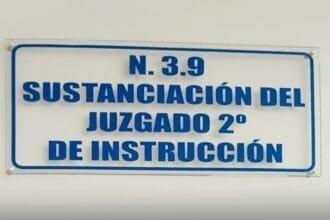 N. 3.9
SUSTANCIACIÓN DEL
JUZGADO 2º
DE INSTRUCCIÓN